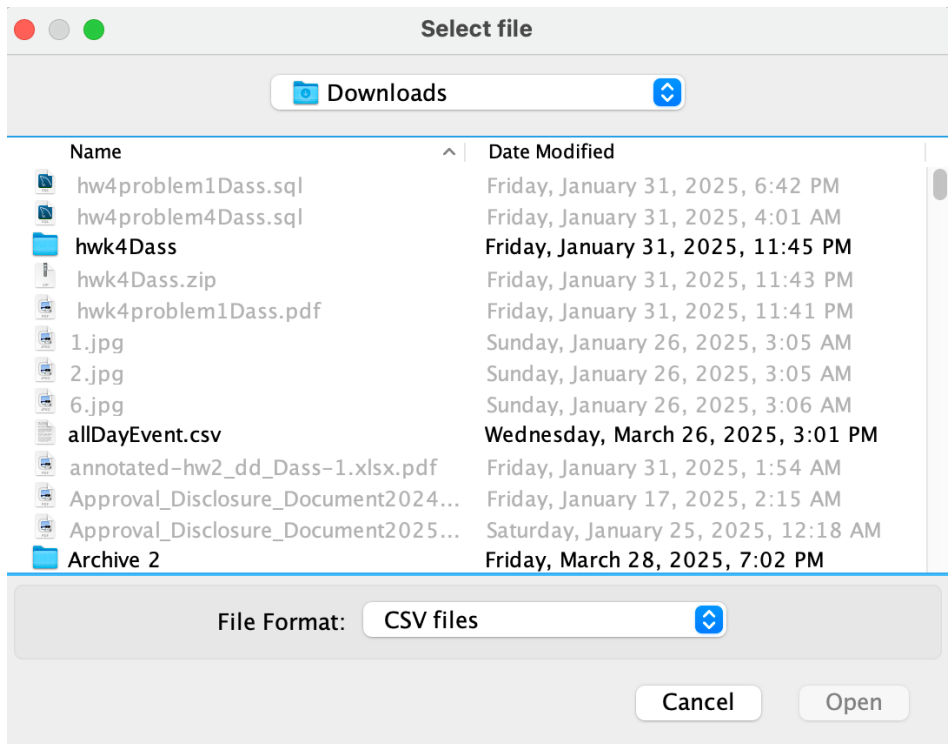 Select file
Downloads
Name Date Modified
hw4problem1Dass.sql Friday, January 31, 2025, 6:42 PM
hw4problem4Dass.sql Friday, January 31, 2025, 4:01 AM
hwk4Dass Friday, January 31, 2025, 11:45 PM
hwk4Dass.zip Friday, January 31, 2025, 11:43 PM
hwk4problem1Dass.pdf Friday, January 31, 2025, 11:41 PM
1.jpg Sunday, January 26, 2025, 3:05 AM
2.jpg Sunday, January 26, 2025, 3:05 AM
6.jpg Sunday, January 26, 2025, 3:06 AM
allDayEvent.csv Wednesday, March 26, 2025, 3:01 PM
annotated-hw2_dd_Dass-1.xlsx.pdf Friday, January 31, 2025, 1:54 AM
Approval_Disclosure_Document2024... Friday, January 17, 2025, 2:15 AM
Approval_Disclosure_Document2025... Saturday, January 25, 2025, 12:18 AM
Archive 2 Friday, March 28, 2025, 7:02 PM
File Format: CSV files
Cancel Open